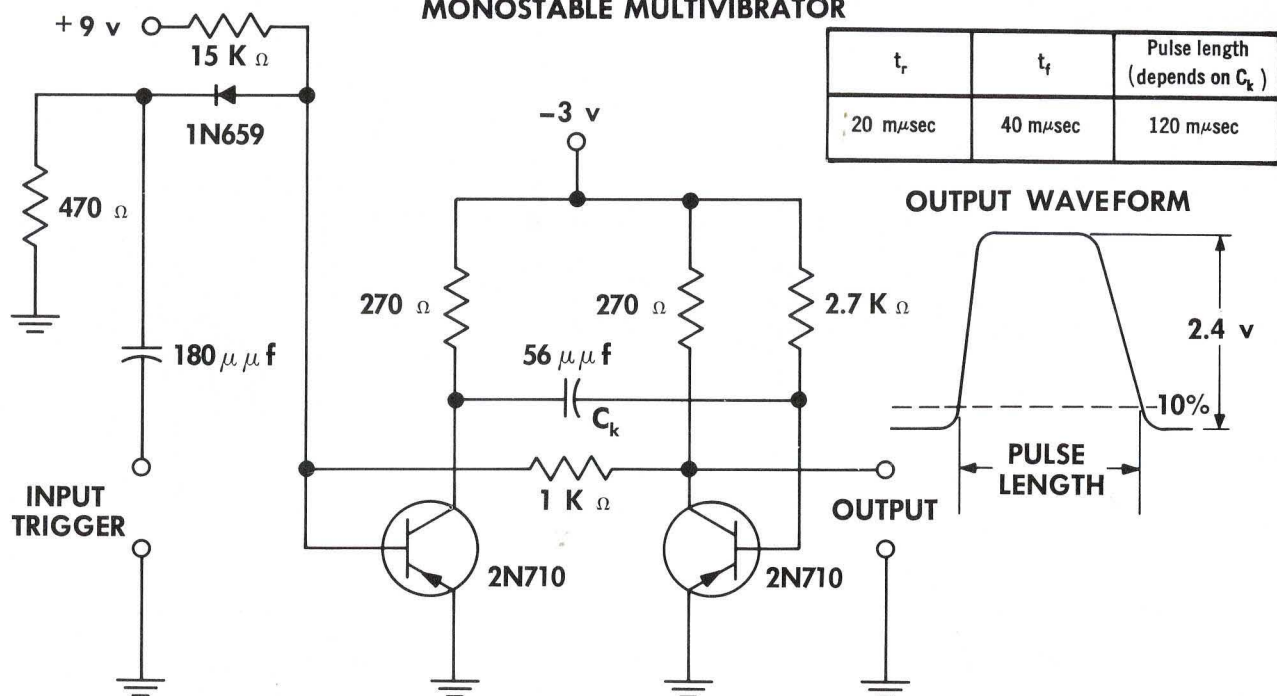 MONOSTABLE MULTIVIBRATOR
+ 9 v
15 K Ω
1N659
470 Ω
180 μμf
INPUT
TRIGGER
-3 v
270 Ω
270 Ω
2.7 K Ω
56 μμf
Ck
1 K Ω
2N710
2N710
OUTPUT
tr
tf
Pulse length
(depends on Ck)
20 mμsec
40 mμsec
120 mμsec
OUTPUT WAVEFORM
2.4 v
10%
PULSE
LENGTH